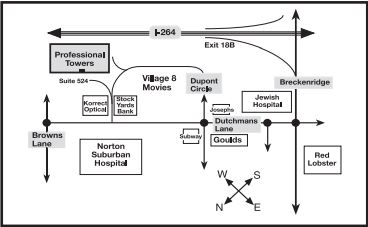 I-264
Exit 18B
Professional
Towers
Suite 524
Village 8
Movies
Dupont
Circle
Breckenridge
Korrect
Optical
Stock
Yards
Bank
Josephs
Jewish
Hospital
Dutchmans
Lane
Browns
Lane
Subway
Goulds
Norton
Suburban
Hospital
Red
Lobster
W
S
N
E